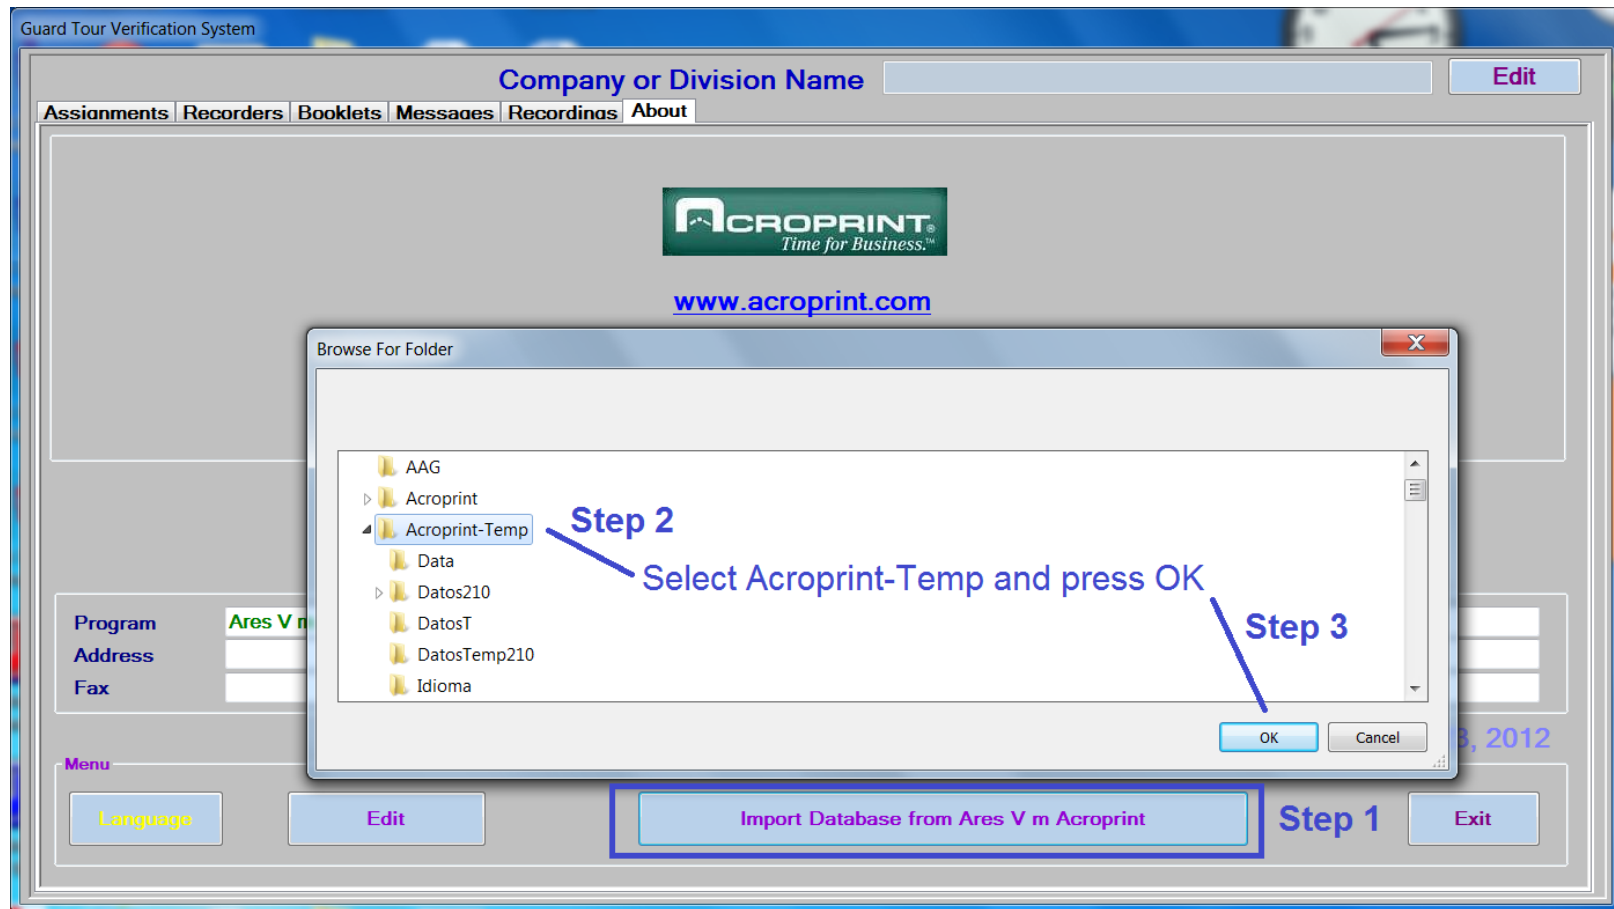 Guard Tour Verification System
Company or Division Name Edit
Assignments Recorders Booklets Messages Recordings About
ACROPRINT®
Time for Business.™
www.acroprint.com
Browse For Folder
AAG
Acroprint
Acroprint-Temp
Step 2
Data
Select Acroprint-Temp and press OK
Datos210
DatosT
Step 3
DatosTemp210
Idioma
Program Ares V m
Address
Fax
OK Cancel
3, 2012
Menu
Language Edit Import Database from Ares V m Acroprint Step 1 Exit